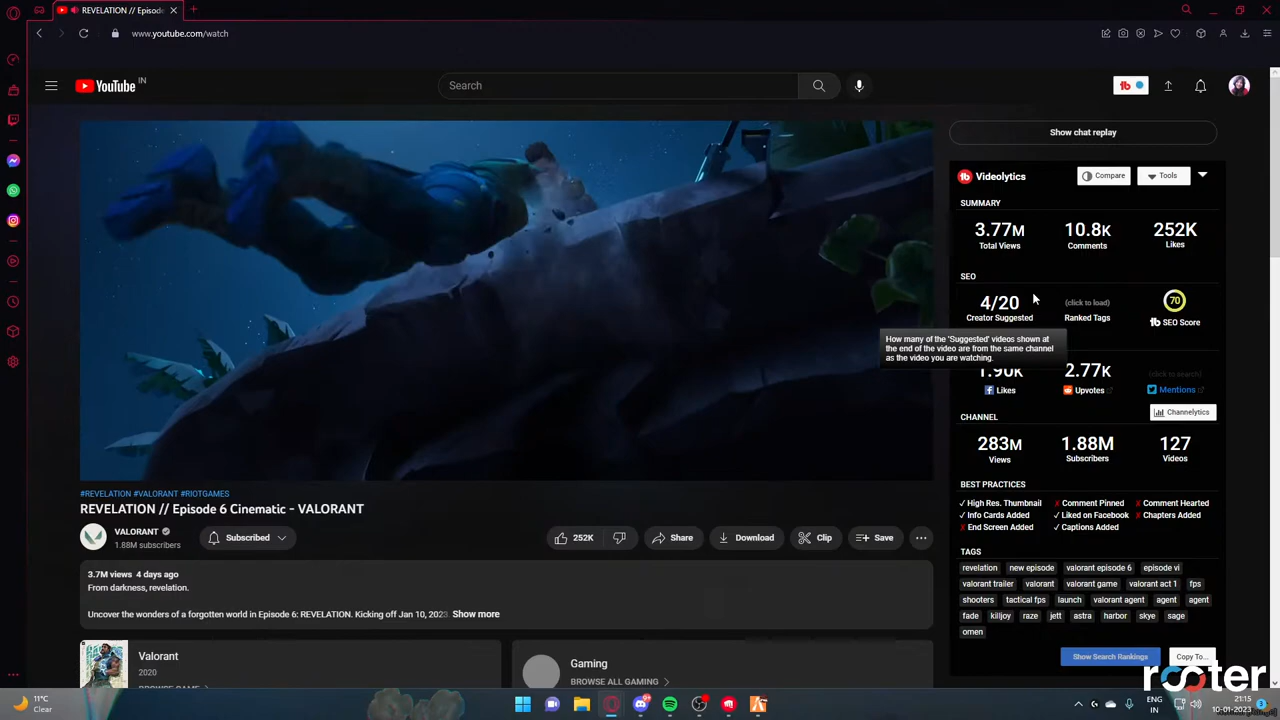 REVELATION // Episode
www.youtube.com/watch
YouTube IN
Search
Show chat replay
Videolytics
Compare
Tools
SUMMARY
3.77M
10.8K
252K
Total Views
Comments
Likes
SEO
4/20
(click to load)
70
Creator Suggested
Ranked Tags
tb SEO Score
How many of the 'Suggested' videos shown at
the end of the video are from the same channel
as the video you are watching.
1.90K
2.77K
(click to search)
Likes
Upvotes
Mentions
CHANNEL
Channelytics
283M
1.88M
127
Views
Subscribers
Videos
BEST PRACTICES
✓ High Res. Thumbnail
✗ Comment Pinned
✗ Comment Hearted
✓ Info Cards Added
✓ Liked on Facebook
✗ Chapters Added
✗ End Screen Added
✓ Captions Added
TAGS
revelation new episode valorant episode 6 episode vi
valorant trailer valorant valorant game valorant act 1 fps
shooters tactical fps launch valorant agent agent agent
fade killjoy raze jett astra harbor skye sage
omen
Show Search Rankings
Copy To...
#REVELATION #VALORANT #RIOTGAMES
REVELATION // Episode 6 Cinematic - VALORANT
VALORANT
1.88M subscribers
Subscribed
252K
Share
Download
Clip
Save
3.7M views 4 days ago
From darkness, revelation.
Uncover the wonders of a forgotten world in Episode 6: REVELATION. Kicking off Jan 10, 2023 Show more
Valorant
2020
BROWSE GAME
Gaming
BROWSE ALL GAMING
rooter
11°C
Clear
9+
ENG
IN
21:15
10-01-2023
3